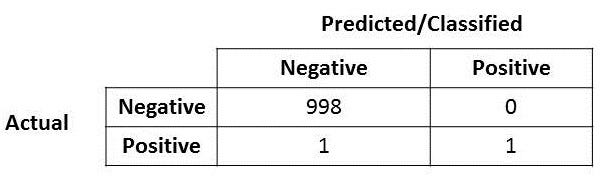 Predicted/Classified
Negative Positive
Actual
Negative 998 0
Positive 1 1